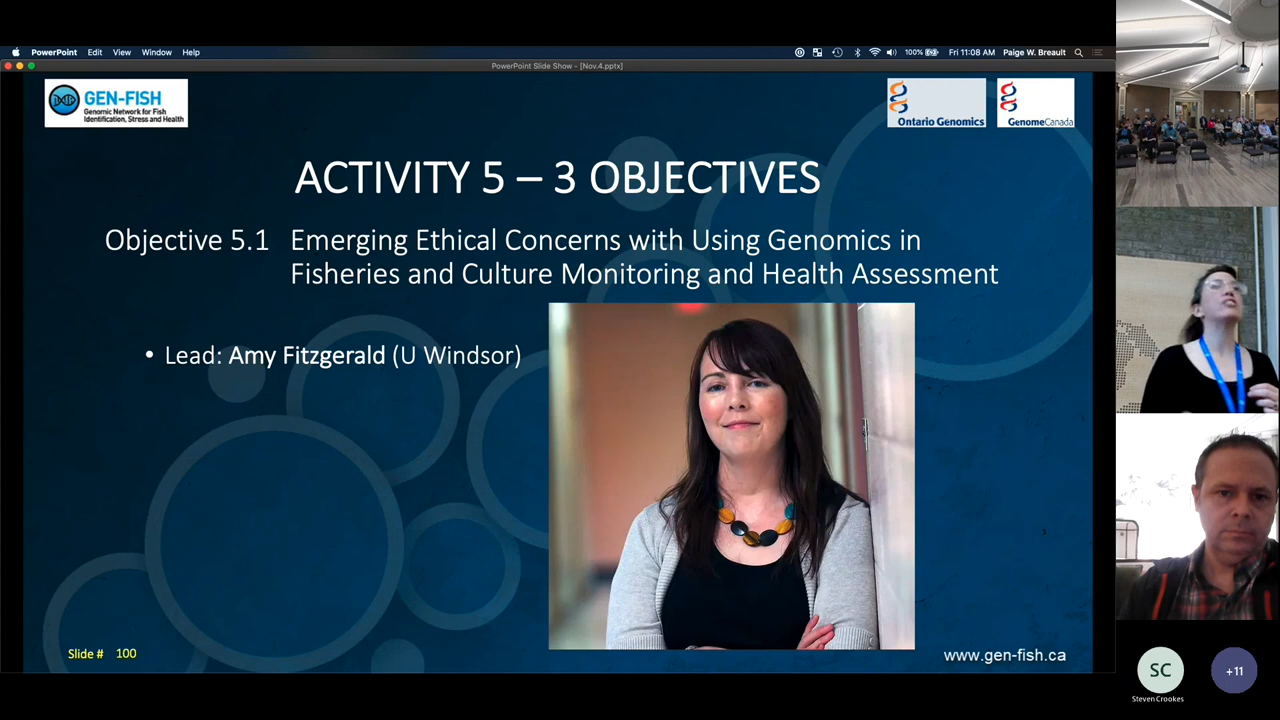 PowerPoint Edit View Window Help
100% Fri 11:08 AM Paige W. Breault
PowerPoint Slide Show - [Nov.4.pptx]
GEN-FISH
Genomic Network for Fish
Identification, Stress and Health
Ontario Genomics
GenomeCanada
ACTIVITY 5 – 3 OBJECTIVES
Objective 5.1 Emerging Ethical Concerns with Using Genomics in
Fisheries and Culture Monitoring and Health Assessment
• Lead: Amy Fitzgerald (U Windsor)
Slide # 100
www.gen-fish.ca
SC
+11
Steven Crookes